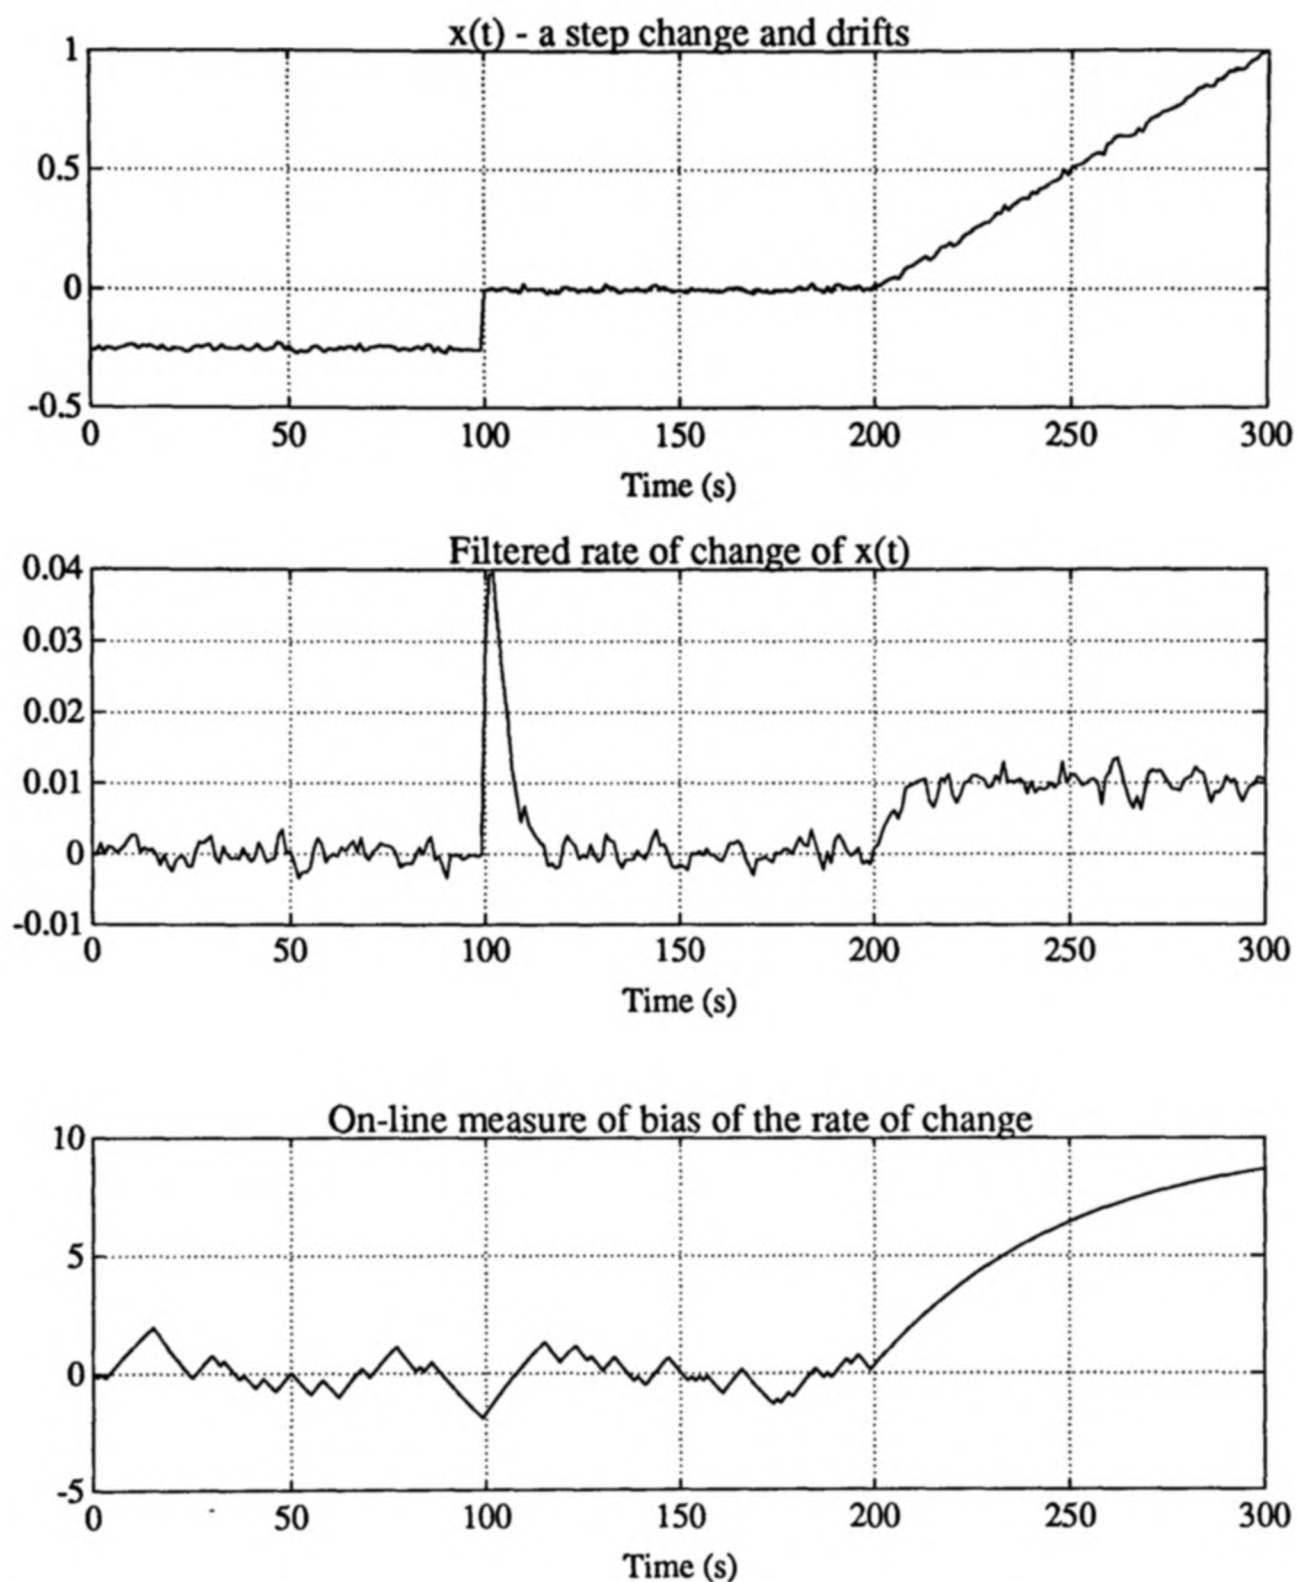 x(t) - a step change and drifts
1
0.5
0
-0.5
0 50 100 150 200 250 300
Time (s)
Filtered rate of change of x(t)
0.04
0.03
0.02
0.01
0
-0.01
0 50 100 150 200 250 300
Time (s)
On-line measure of bias of the rate of change
10
5
0
-5
0 50 100 150 200 250 300
Time (s)